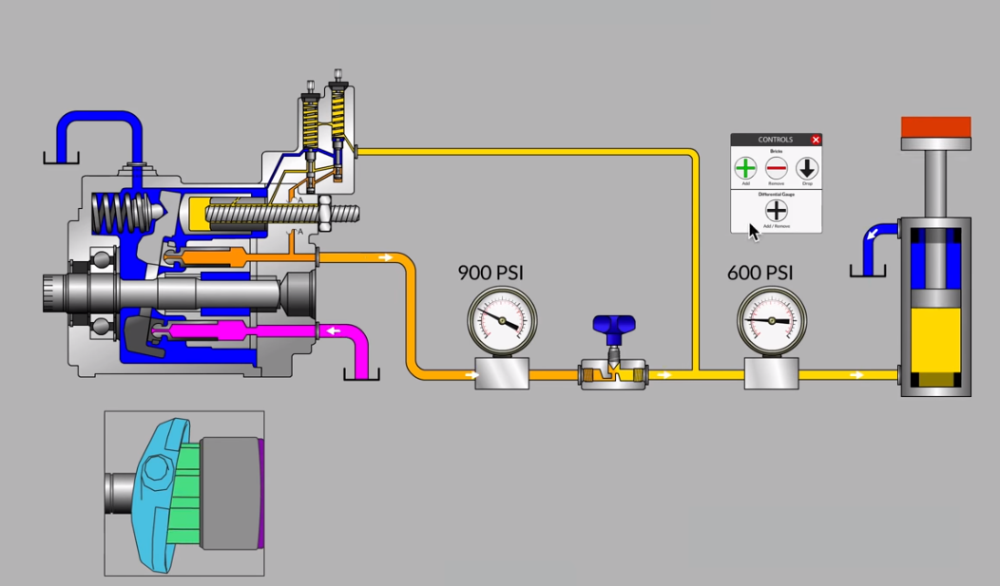 CONTROLS
Bricks
Add
Remove
Drop
Differential Gauge
Add / Remove
A
A
900 PSI
600 PSI